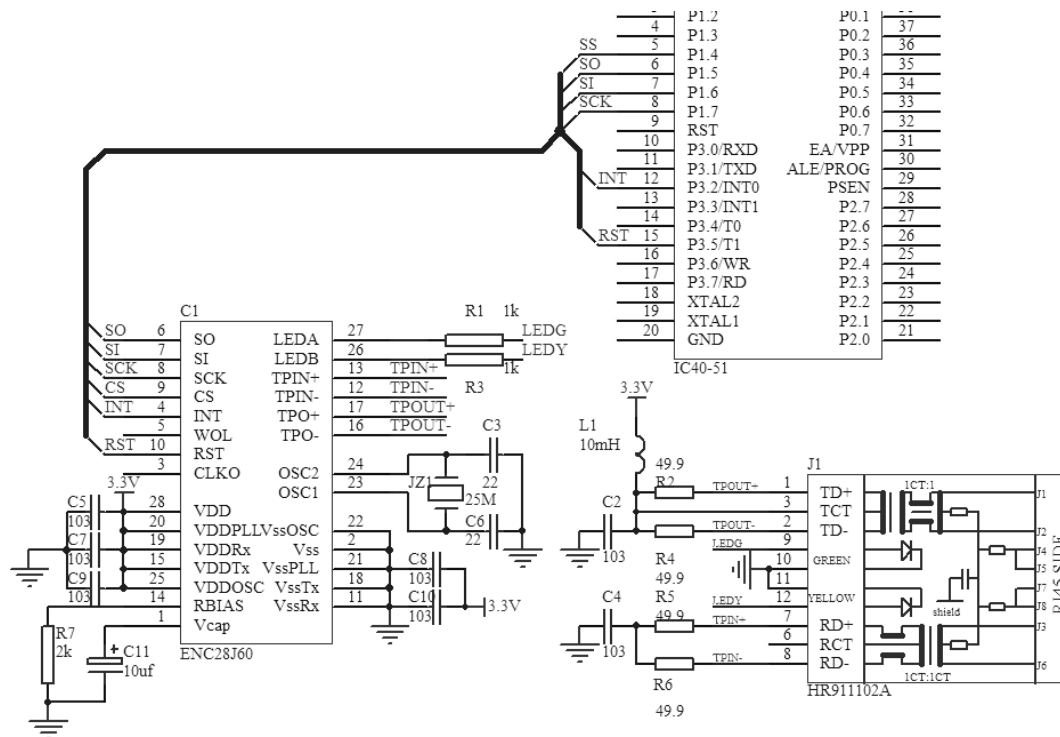 P1.2 P0.1
4 P1.3 P0.2 37
SS 5 P1.4 P0.3 36
SO 6 P1.5 P0.4 35
SI 7 P1.6 P0.5 34
SCK 8 P1.7 P0.6 33
9 RST P0.7 32
10 P3.0/RXD EA/VPP 31
11 P3.1/TXD ALE/PROG 30
INT 12 P3.2/INT0 PSEN 29
13 P3.3/INT1 P2.7 28
14 P3.4/T0 P2.6 27
RST 15 P3.5/T1 P2.5 26
16 P3.6/WR P2.4 25
17 P3.7/RD P2.3 24
18 XTAL2 P2.2 23
19 XTAL1 P2.1 22
20 GND P2.0 21
IC40-51
C1
SO 6 SO LEDA 27 R1 1k LEDG
SI 7 SI LEDB 26 1k LEDY
SCK 8 SCK TPIN+ 13 TPIN+ R3
CS 9 CS TPIN- 12 TPIN-
INT 4 INT TPO+ 17 TPOUT+
5 WOL TPO- 16 TPOUT-
RST 10 RST
3 CLKO OSC2 24 JZ1 C3 22
OSC1 23 25M C6 22
3.3V
C5 103 28 VDD
20 VDDPLL VssOSC 22
C7 103 19 VDDRx Vss 2
15 VDDTx VssPLL 21 C8 103
C9 103 25 VDDOSC VssTx 18 C10 103 3.3V
14 RBIAS VssRx 11
1 Vcap
R7 2k
+ C11 10uf
ENC28J60
3.3V
L1 10mH
J1
49.9 R2 TPOUT+ 1 TD+ 1CT:1 J1
3 TCT
C2 103 TPOUT- 2 TD- J2
R4 49.9 LEDG 9 J4
10 GREEN J5
11 J7
LEDY 12 YELLOW shield J8
C4 103 R5 49.9 TPIN+ 7 RD+ J3
6 RCT
TPIN- 8 RD- J6
R6 49.9
1CT:1CT
HR911102A